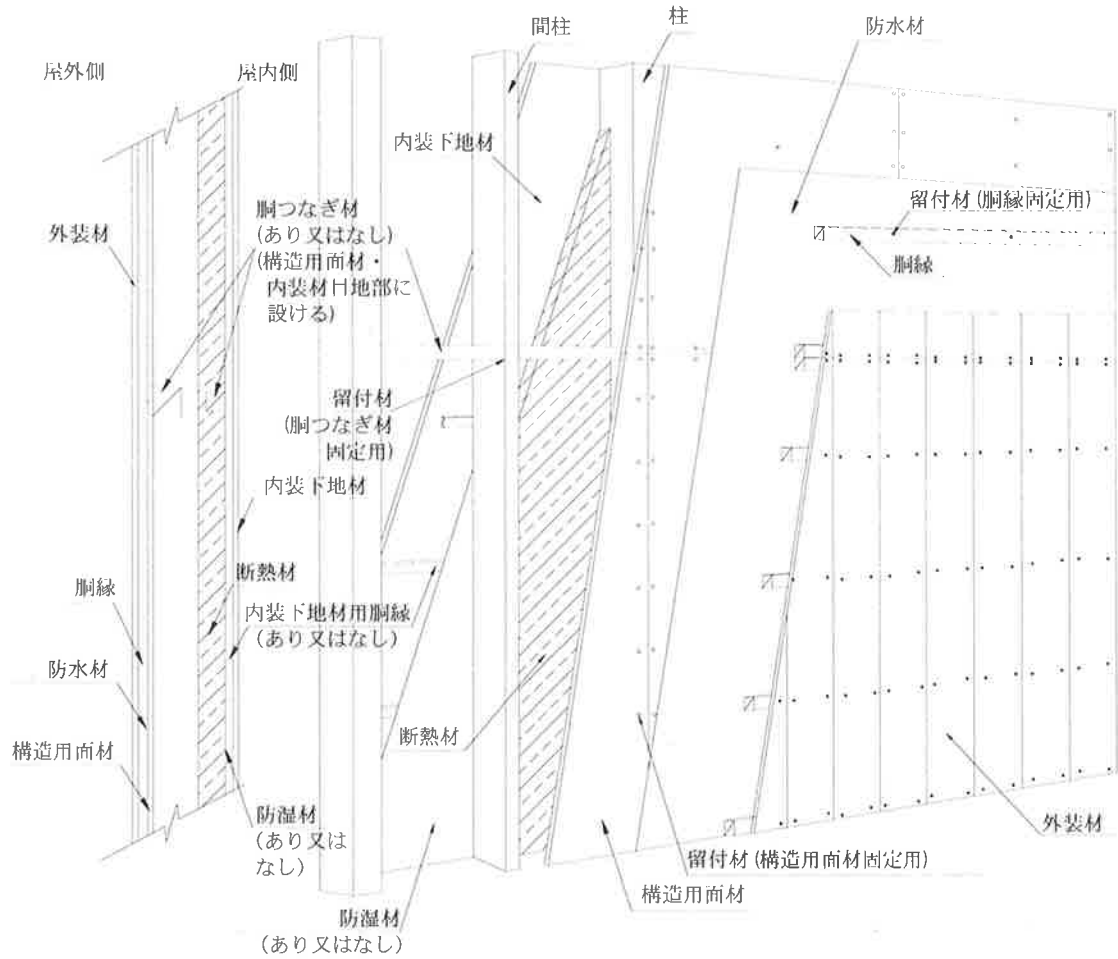 屋外側
屋内側
間柱
柱
防水材
内装下地材
外装材
胴つなぎ材
(あり又はなし)
(構造用面材・
内装材目地部に
設ける)
留付材(胴縁固定用)
胴縁
留付材
(胴つなぎ材
固定用)
内装下地材
断熱材
胴縁
内装下地材用胴縁
(あり又はなし)
防水材
構造用面材
断熱材
防湿材
(あり又は
なし)
外装材
留付材(構造用面材固定用)
構造用面材
防湿材
(あり又はなし)